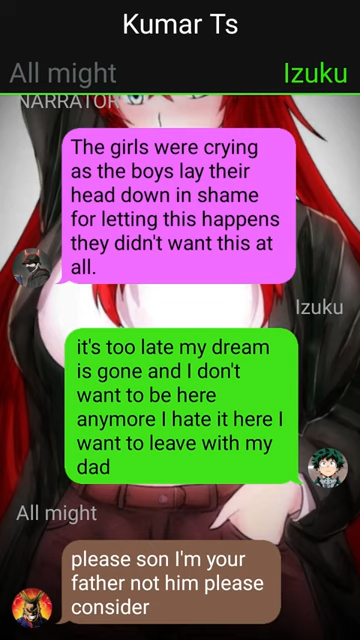 Kumar Ts
All might
Izuku
NARRATOR
The girls were crying
as the boys lay their
head down in shame
for letting this happens
they didn't want this at
all.
Izuku
it's too late my dream
is gone and I don't
want to be here
anymore I hate it here I
want to leave with my
dad
All might
please son I'm your
father not him please
consider